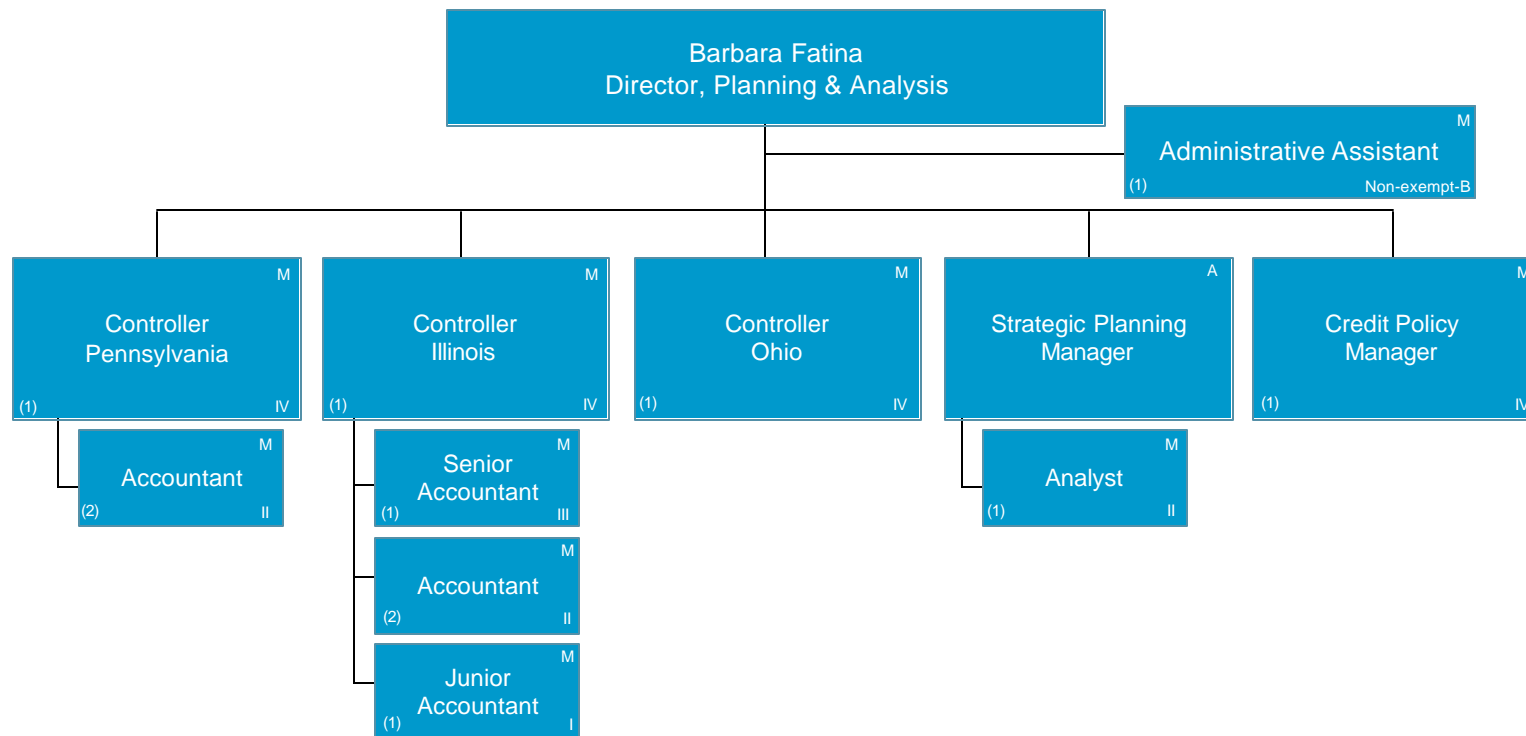 Barbara Fatina
Director, Planning & Analysis
M
Administrative Assistant
(1)
Non-exempt-B
M
Controller
Pennsylvania
(1)
IV
M
Controller
Illinois
(1)
IV
M
Controller
Ohio
(1)
IV
A
Strategic Planning
Manager
M
Credit Policy
Manager
(1)
IV
M
Accountant
(2)
II
M
Senior
Accountant
(1)
III
M
Accountant
(2)
II
M
Junior
Accountant
(1)
I
M
Analyst
(1)
II